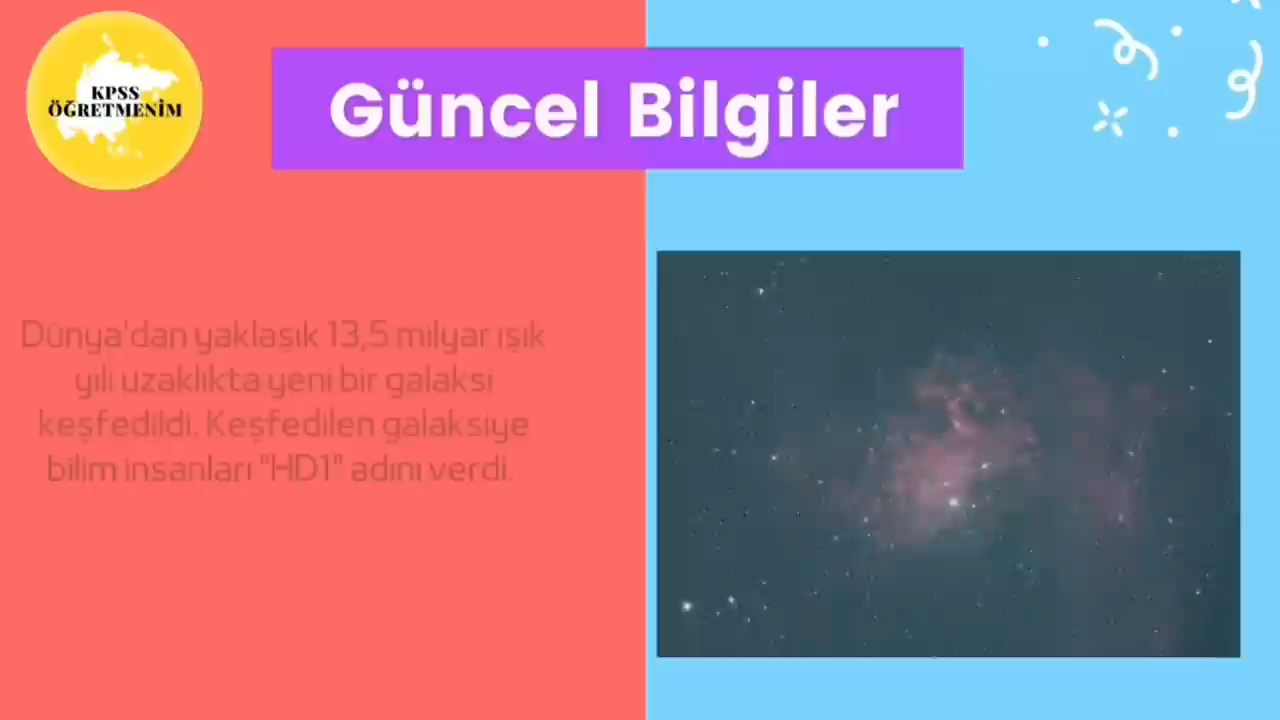 KPSS
ÖĞRETMENİM
Güncel Bilgiler
Dünya'dan yaklaşık 13,5 milyar ışık
yılı uzaklıkta yeni bir galaksi
keşfedildi. Keşfedilen galaksiye
bilim insanları "HD1" adını verdi.